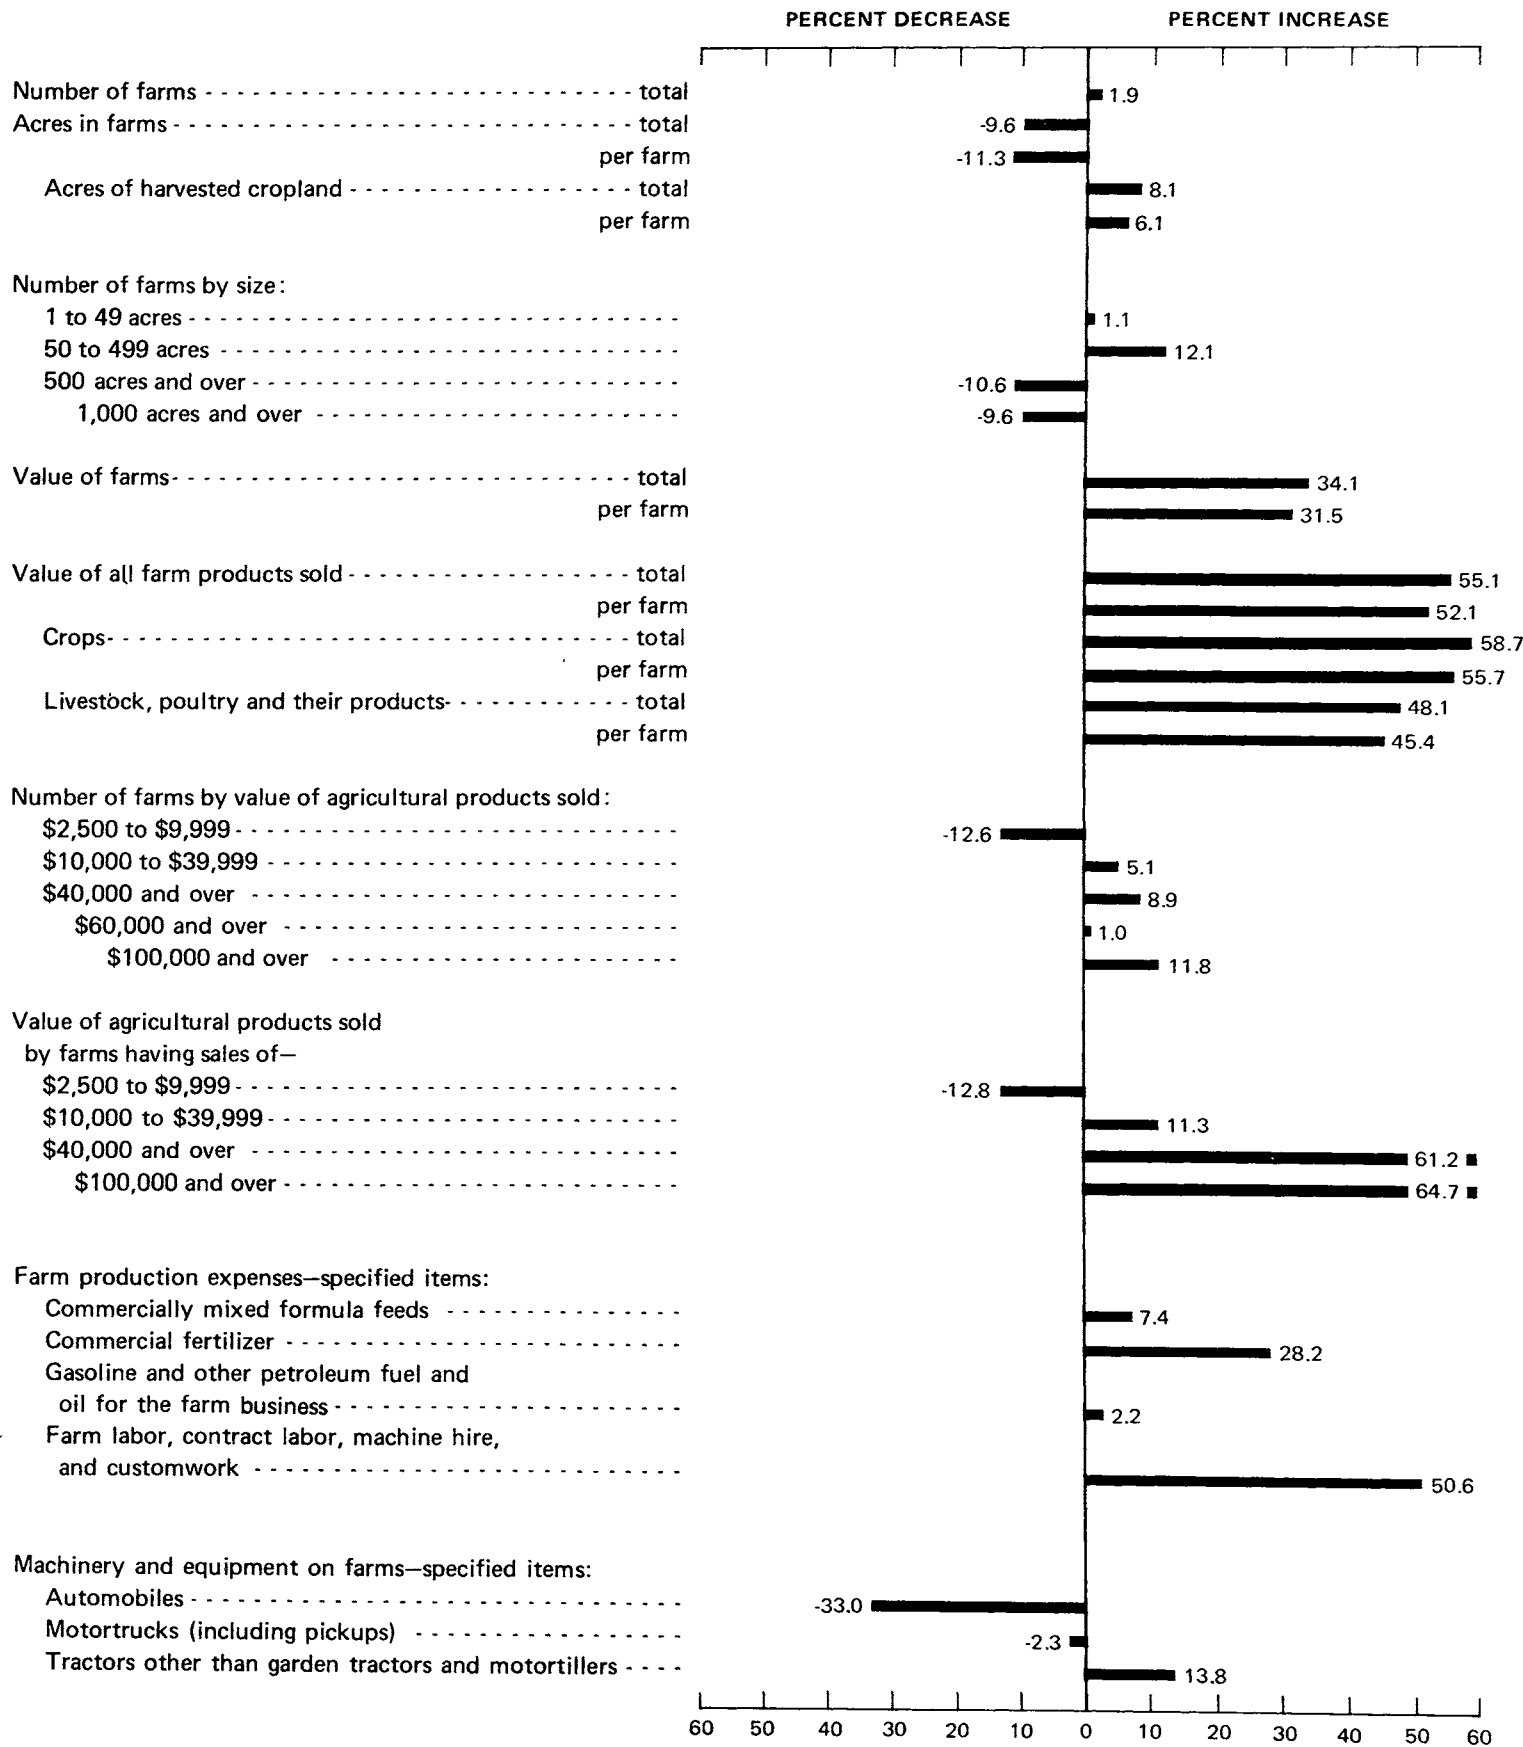 PERCENT DECREASE PERCENT INCREASE
Number of farms total 1.9
Acres in farms total -9.6
per farm -11.3
Acres of harvested cropland total 8.1
per farm 6.1
Number of farms by size:
1 to 49 acres 1.1
50 to 499 acres 12.1
500 acres and over -10.6
1,000 acres and over -9.6
Value of farms total 34.1
per farm 31.5
Value of all farm products sold total 55.1
per farm 52.1
Crops total 58.7
per farm 55.7
Livestock, poultry and their products total 48.1
per farm 45.4
Number of farms by value of agricultural products sold:
$2,500 to $9,999 -12.6
$10,000 to $39,999 5.1
$40,000 and over 8.9
$60,000 and over 1.0
$100,000 and over 11.8
Value of agricultural products sold
by farms having sales of—
$2,500 to $9,999 -12.8
$10,000 to $39,999 11.3
$40,000 and over 61.2
$100,000 and over 64.7
Farm production expenses—specified items:
Commercially mixed formula feeds 7.4
Commercial fertilizer 28.2
Gasoline and other petroleum fuel and
oil for the farm business 2.2
Farm labor, contract labor, machine hire,
and customwork 50.6
Machinery and equipment on farms—specified items:
Automobiles -33.0
Motortrucks (including pickups) -2.3
Tractors other than garden tractors and motortillers 13.8
60 50 40 30 20 10 0 10 20 30 40 50 60